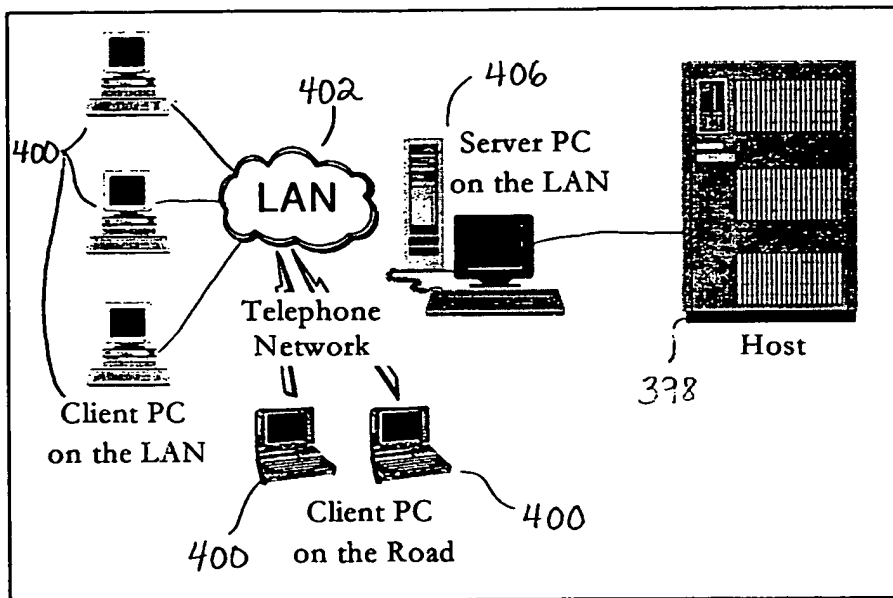 402
406
400
LAN
Server PC
on the LAN
Telephone
Network
Host
398
Client PC
on the LAN
400
400
Client PC
on the Road